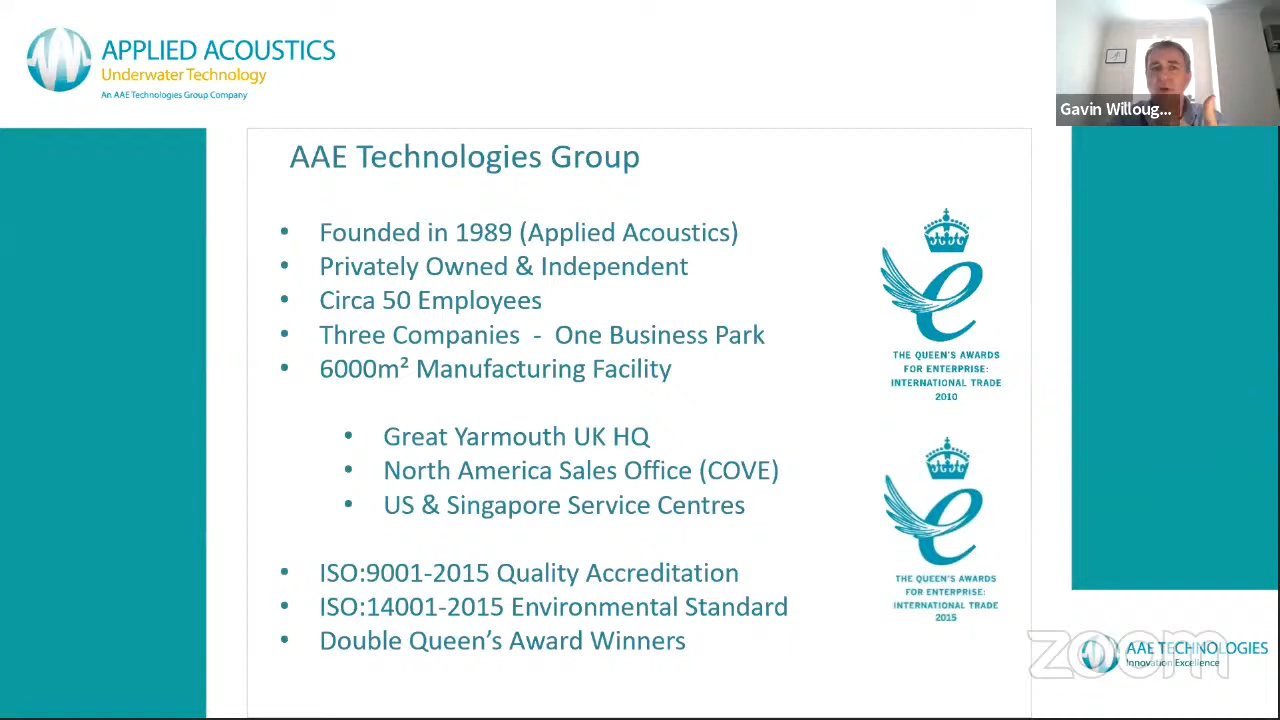 APPLIED ACOUSTICS
Underwater Technology
An AAE Technologies Group Company
Gavin Willoug...
AAE Technologies Group
• Founded in 1989 (Applied Acoustics)
• Privately Owned & Independent
• Circa 50 Employees
• Three Companies - One Business Park
• 6000m² Manufacturing Facility
• Great Yarmouth UK HQ
• North America Sales Office (COVE)
• US & Singapore Service Centres
• ISO:9001-2015 Quality Accreditation
• ISO:14001-2015 Environmental Standard
• Double Queen's Award Winners
THE QUEEN'S AWARDS
FOR ENTERPRISE:
INTERNATIONAL TRADE
2010
THE QUEEN'S AWARDS
FOR ENTERPRISE:
INTERNATIONAL TRADE
2015
zoom
AAE TECHNOLOGIES
Innovation Excellence